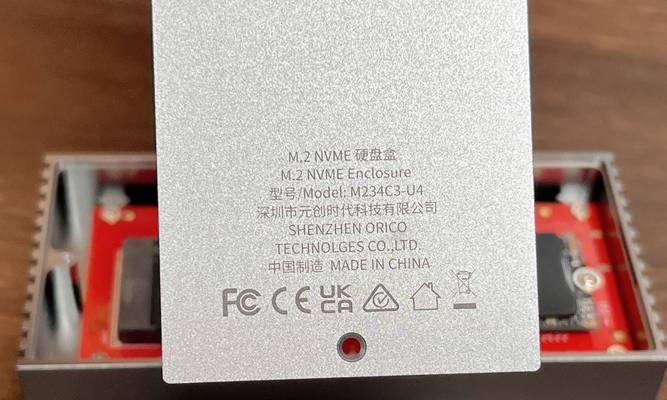 M.2 NVME 硬盘盒
M.2 NVME Enclosure
型号/Model: M234C3-U4
深圳市元创时代科技有限公司
SHENZHEN ORICO
TECHNOLGES CO.,LTD.
中国制造 MADE IN CHINA
FC CE UK CA